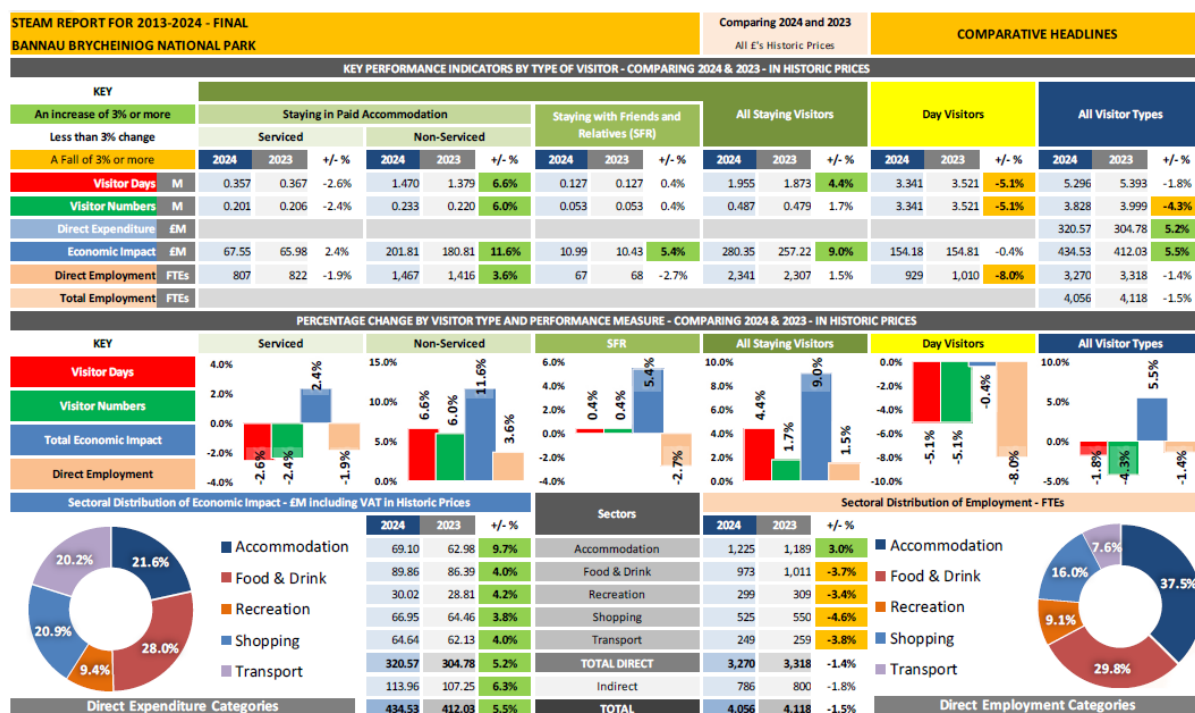 STEAM REPORT FOR 2013-2024 - FINAL
BANNAU BRYCHEINIOG NATIONAL PARK
Comparing 2024 and 2023
All £'s Historic Prices
COMPARATIVE HEADLINES
KEY PERFORMANCE INDICATORS BY TYPE OF VISITOR - COMPARING 2024 & 2023 - IN HISTORIC PRICES
KEY
An increase of 3% or more
Less than 3% change
A Fall of 3% or more
Staying in Paid Accommodation
Serviced
Non-Serviced
Staying with Friends and
Relatives (SFR)
All Staying Visitors
Day Visitors
All Visitor Types
2024 2023 +/- % 2024 2023 +/- % 2024 2023 +/- % 2024 2023 +/- % 2024 2023 +/- % 2024 2023 +/- %
Visitor Days M 0.357 0.367 -2.6% 1.470 1.379 6.6% 0.127 0.127 0.4% 1.955 1.873 4.4% 3.341 3.521 -5.1% 5.296 5.393 -1.8%
Visitor Numbers M 0.201 0.206 -2.4% 0.233 0.220 6.0% 0.053 0.053 0.4% 0.487 0.479 1.7% 3.341 3.521 -5.1% 3.828 3.999 -4.3%
Direct Expenditure £M 320.57 304.78 5.2%
Economic Impact £M 67.55 65.98 2.4% 201.81 180.81 11.6% 10.99 10.43 5.4% 280.35 257.22 9.0% 154.18 154.81 -0.4% 434.53 412.03 5.5%
Direct Employment FTEs 807 822 -1.9% 1,467 1,416 3.6% 67 68 -2.7% 2,341 2,307 1.5% 929 1,010 -8.0% 3,270 3,318 -1.4%
Total Employment FTEs 4,056 4,118 -1.5%
PERCENTAGE CHANGE BY VISITOR TYPE AND PERFORMANCE MEASURE - COMPARING 2024 & 2023 - IN HISTORIC PRICES
KEY
Visitor Days
Visitor Numbers
Total Economic Impact
Direct Employment
Serviced
4.0%
2.0%
0.0%
-2.0%
-4.0%
-2.6%
-2.4%
2.4%
-1.9%
Non-Serviced
15.0%
10.0%
5.0%
0.0%
6.6%
6.0%
11.6%
3.6%
SFR
6.0%
4.0%
2.0%
0.0%
-2.0%
-4.0%
0.4%
0.4%
5.4%
-2.7%
All Staying Visitors
10.0%
8.0%
6.0%
4.0%
2.0%
0.0%
4.4%
1.7%
9.0%
1.5%
Day Visitors
0.0%
-2.0%
-4.0%
-6.0%
-8.0%
-10.0%
-5.1%
-5.1%
-0.4%
-8.0%
All Visitor Types
10.0%
5.0%
0.0%
-5.0%
-1.8%
-4.3%
5.5%
-1.4%
Sectoral Distribution of Economic Impact - £M including VAT in Historic Prices
20.2%
21.6%
20.9%
28.0%
9.4%
Accommodation
Food & Drink
Recreation
Shopping
Transport
Direct Expenditure Categories
Sectors
Sectoral Distribution of Employment - FTEs
2024 2023 +/- % 2024 2023 +/- %
69.10 62.98 9.7% Accommodation 1,225 1,189 3.0%
89.86 86.39 4.0% Food & Drink 973 1,011 -3.7%
30.02 28.81 4.2% Recreation 299 309 -3.4%
66.95 64.46 3.8% Shopping 525 550 -4.6%
64.64 62.13 4.0% Transport 249 259 -3.8%
320.57 304.78 5.2% TOTAL DIRECT 3,270 3,318 -1.4%
113.96 107.25 6.3% Indirect 786 800 -1.8%
434.53 412.03 5.5% TOTAL 4,056 4,118 -1.5%
Accommodation
Food & Drink
Recreation
Shopping
Transport
7.6%
16.0%
37.5%
9.1%
29.8%
Direct Employment Categories